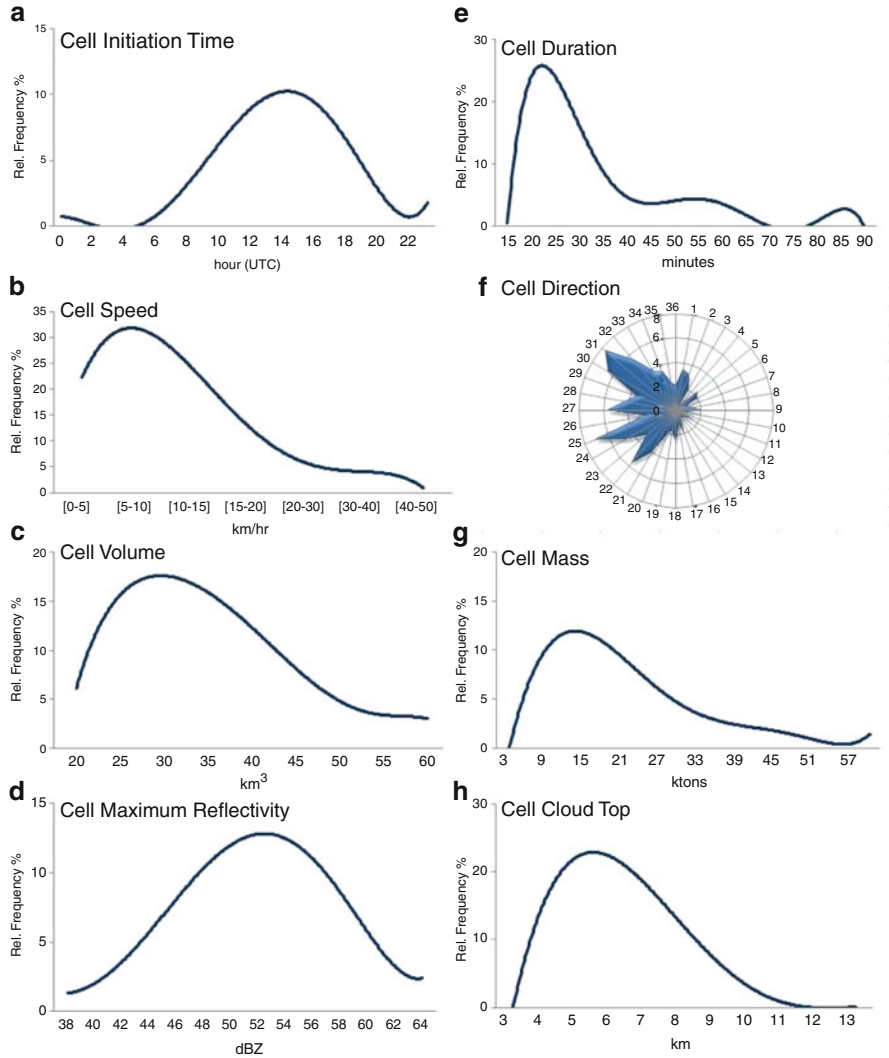 a
Cell Initiation Time
Rel. Frequency %
15
10
5
0
0 2 4 6 8 10 12 14 16 18 20 22
hour (UTC)
b
Cell Speed
Rel. Frequency %
35
30
25
20
15
10
5
0
[0-5] [5-10] [10-15] [15-20] [20-30] [30-40] [40-50]
km/hr
c
Cell Volume
Rel. Frequency %
20
15
10
5
0
20 25 30 35 40 45 50 55 60
km3
d
Cell Maximum Reflectivity
Rel. Frequency %
15
10
5
0
38 40 42 44 46 48 50 52 54 56 58 60 62 64
dBZ
e
Cell Duration
Rel. Frequency %
30
20
10
0
15 20 25 30 35 40 45 50 55 60 65 70 75 80 85 90
minutes
f
Cell Direction
36 1 2 3 4 5 6 7 8 9 10 11 12 13 14 15 16 17 18 19 20 21 22 23 24 25 26 27 28 29 30 31 32 33 34 35
8
6
4
2
0
g
Cell Mass
Rel. Frequency %
20
15
10
5
0
3 9 15 21 27 33 39 45 51 57
ktons
h
Cell Cloud Top
Rel. Frequency %
30
20
10
0
3 4 5 6 7 8 9 10 11 12 13
km